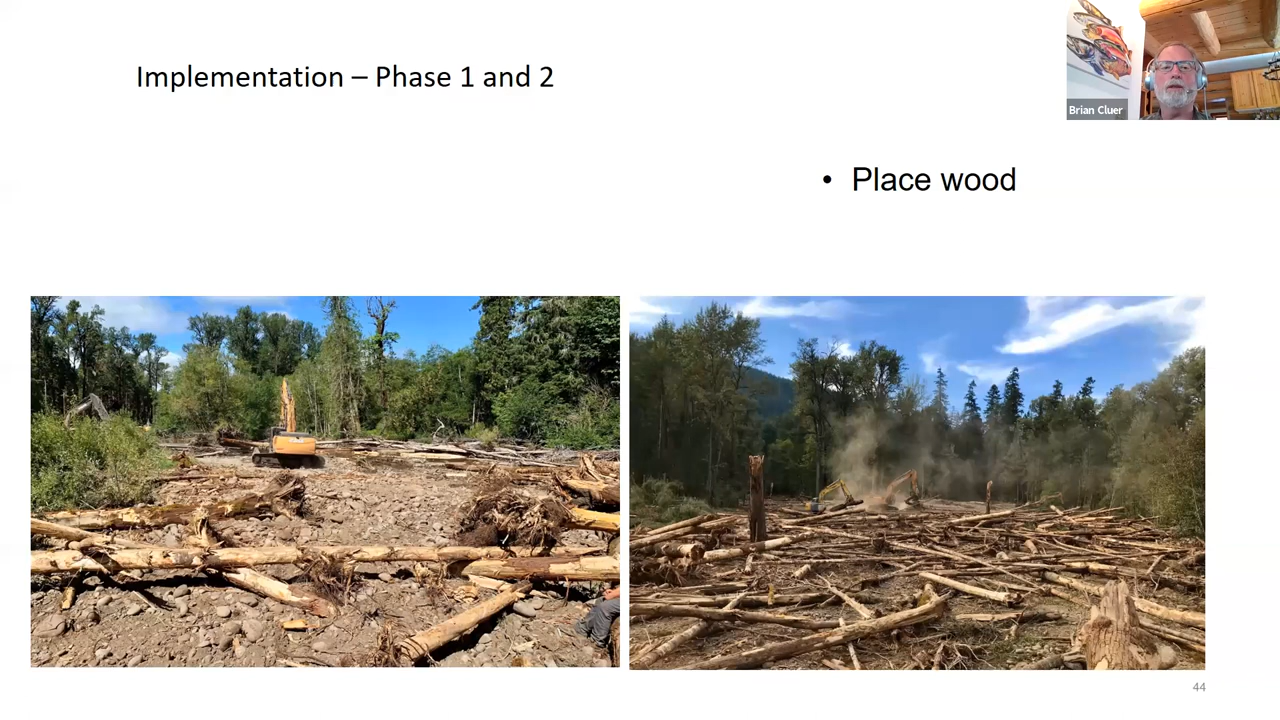 Implementation – Phase 1 and 2
Brian Cluer
• Place wood
44